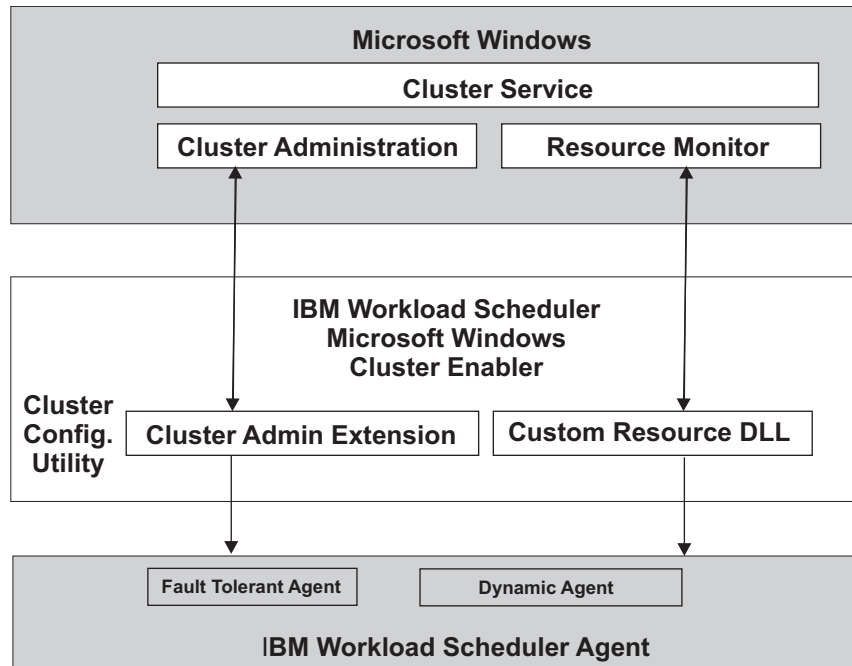 Microsoft Windows
Cluster Service
Cluster Administration
Resource Monitor
IBM Workload Scheduler
Microsoft Windows
Cluster Enabler
Cluster
Config.
Utility
Cluster Admin Extension
Custom Resource DLL
Fault Tolerant Agent
Dynamic Agent
IBM Workload Scheduler Agent